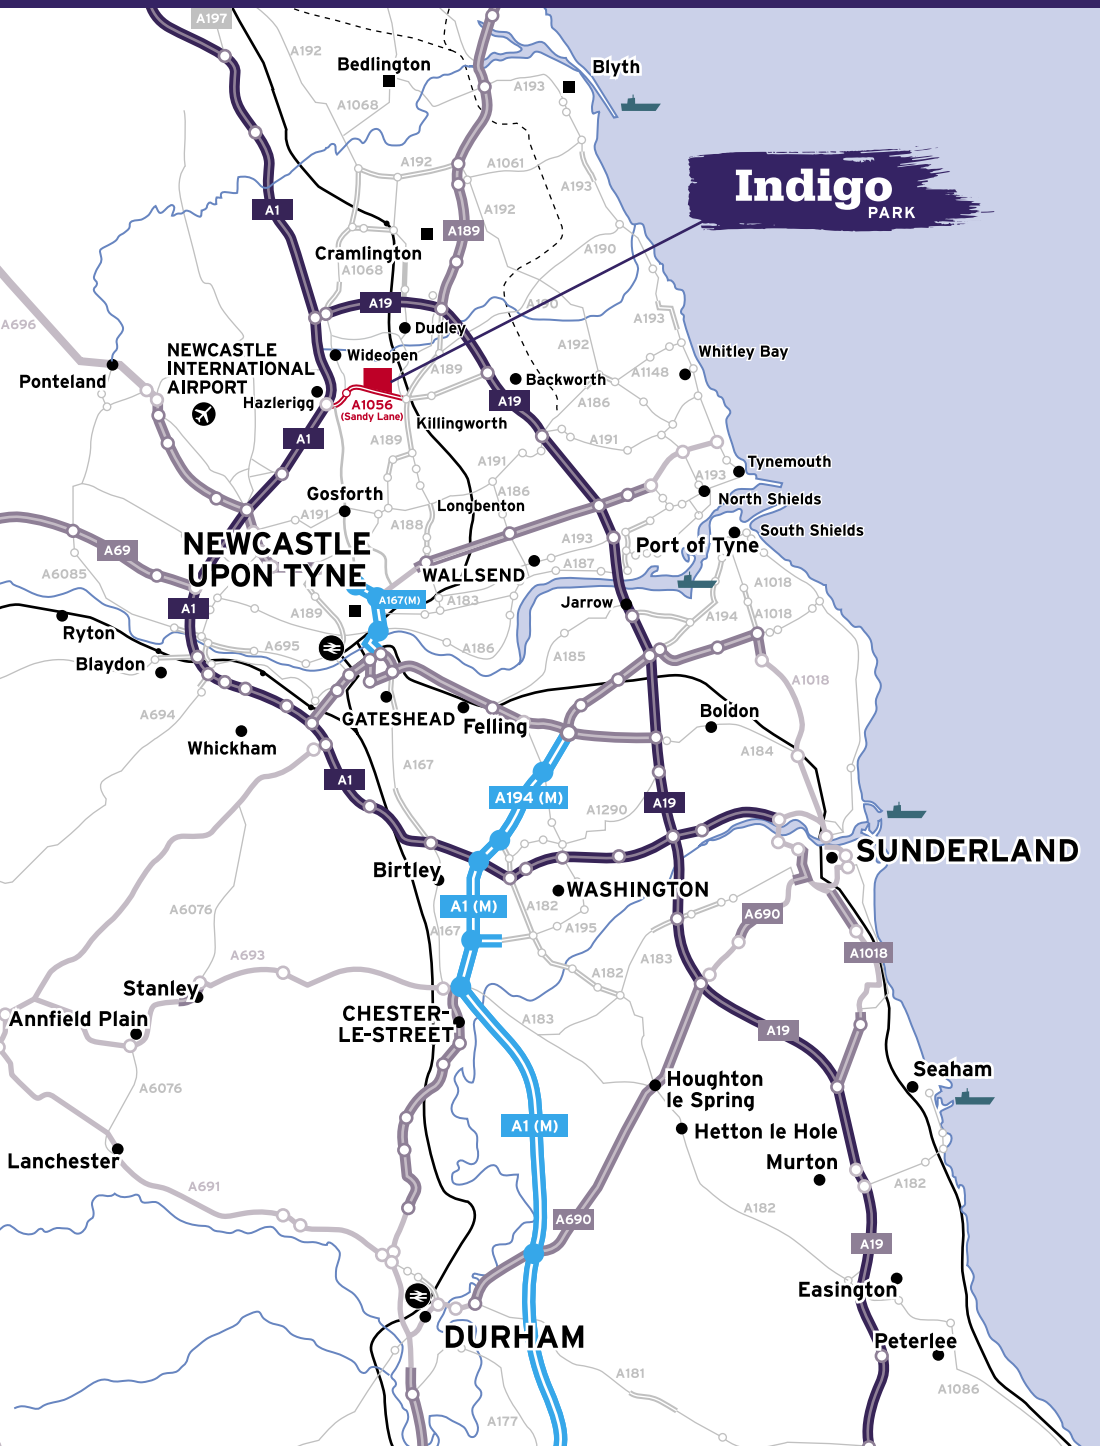 A197
A192
Bedlington
Blyth
A193
A1068
A192
A1061
A193
Indigo
PARK
A1
A192
A189
Cramlington
A190
A1068
A19
A190
A193
A696
Dudley
NEWCASTLE
INTERNATIONAL
AIRPORT
Wideopen
A192
Whitley Bay
Ponteland
A189
A1148
Backworth
Hazlerigg
A1056
(Sandy Lane)
A19
A186
Killingworth
A1
A189
A191
A191
Tynemouth
A193
Gosforth
A186
North Shields
Longbenton
A191
A188
South Shields
NEWCASTLE
UPON TYNE
A193
Port of Tyne
A69
A187
A6085
WALLSEND
A1018
A167(M)
A183
Jarrow
A1
A189
A194
A1018
Ryton
A695
A186
A185
Blaydon
A1018
A694
GATESHEAD
Felling
Boldon
Whickham
A184
A167
A1
A194 (M)
A19
A1290
SUNDERLAND
Birtley
WASHINGTON
A1 (M)
A182
A6076
A690
A167
A195
A693
A183
A1018
A182
Stanley
CHESTER-
LE-STREET
Annfield Plain
A183
A19
Seaham
Houghton
le Spring
A6076
A1 (M)
Hetton le Hole
Lanchester
Murton
A691
A182
A182
A690
A19
Easington
DURHAM
Peterlee
A181
A1086
A177